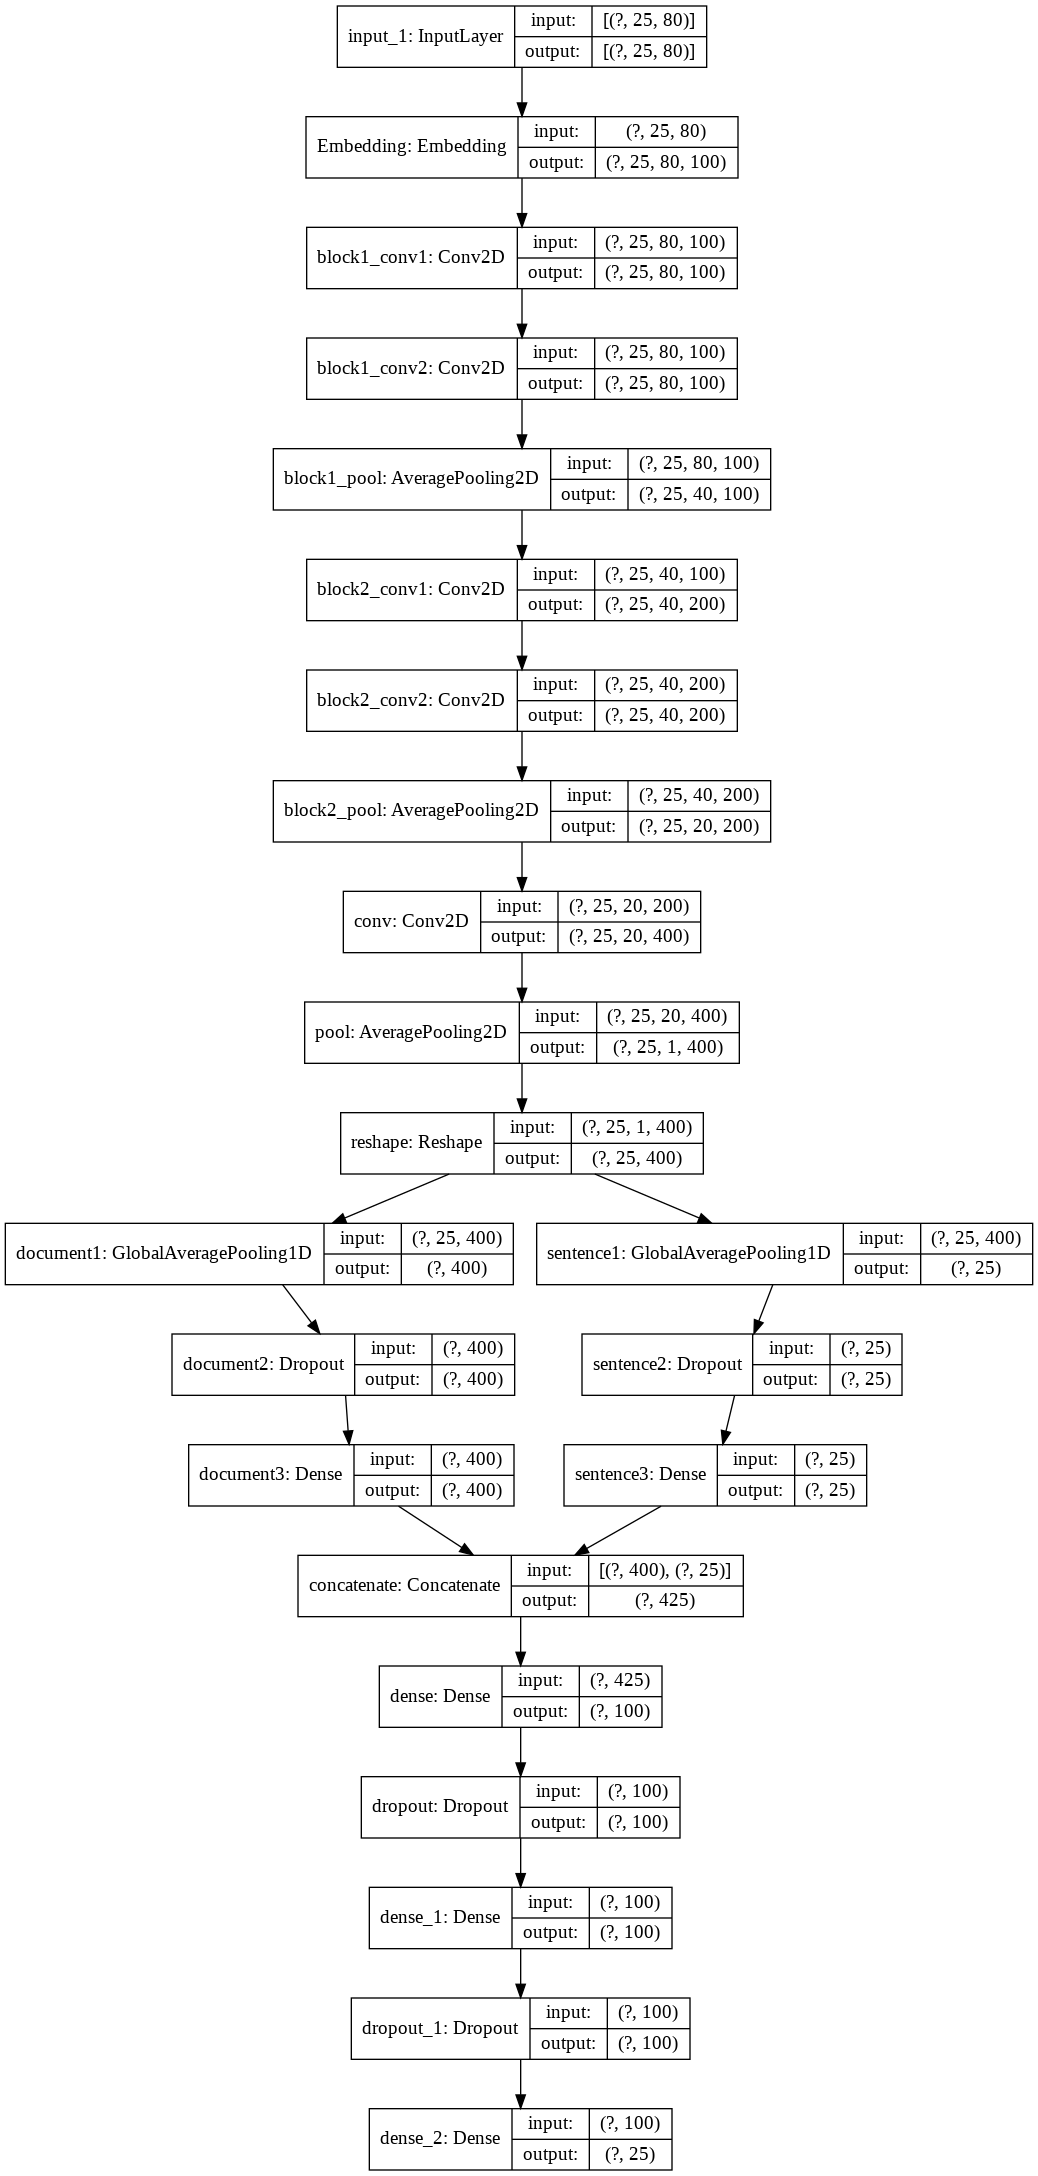 input_1: InputLayer
input: [(?, 25, 80)]
output: [(?, 25, 80)]
Embedding: Embedding
input: (?, 25, 80)
output: (?, 25, 80, 100)
block1_conv1: Conv2D
input: (?, 25, 80, 100)
output: (?, 25, 80, 100)
block1_conv2: Conv2D
input: (?, 25, 80, 100)
output: (?, 25, 80, 100)
block1_pool: AveragePooling2D
input: (?, 25, 80, 100)
output: (?, 25, 40, 100)
block2_conv1: Conv2D
input: (?, 25, 40, 100)
output: (?, 25, 40, 200)
block2_conv2: Conv2D
input: (?, 25, 40, 200)
output: (?, 25, 40, 200)
block2_pool: AveragePooling2D
input: (?, 25, 40, 200)
output: (?, 25, 20, 200)
conv: Conv2D
input: (?, 25, 20, 200)
output: (?, 25, 20, 400)
pool: AveragePooling2D
input: (?, 25, 20, 400)
output: (?, 25, 1, 400)
reshape: Reshape
input: (?, 25, 1, 400)
output: (?, 25, 400)
document1: GlobalAveragePooling1D
input: (?, 25, 400)
output: (?, 400)
sentence1: GlobalAveragePooling1D
input: (?, 25, 400)
output: (?, 25)
document2: Dropout
input: (?, 400)
output: (?, 400)
sentence2: Dropout
input: (?, 25)
output: (?, 25)
document3: Dense
input: (?, 400)
output: (?, 400)
sentence3: Dense
input: (?, 25)
output: (?, 25)
concatenate: Concatenate
input: [(?, 400), (?, 25)]
output: (?, 425)
dense: Dense
input: (?, 425)
output: (?, 100)
dropout: Dropout
input: (?, 100)
output: (?, 100)
dense_1: Dense
input: (?, 100)
output: (?, 100)
dropout_1: Dropout
input: (?, 100)
output: (?, 100)
dense_2: Dense
input: (?, 100)
output: (?, 25)